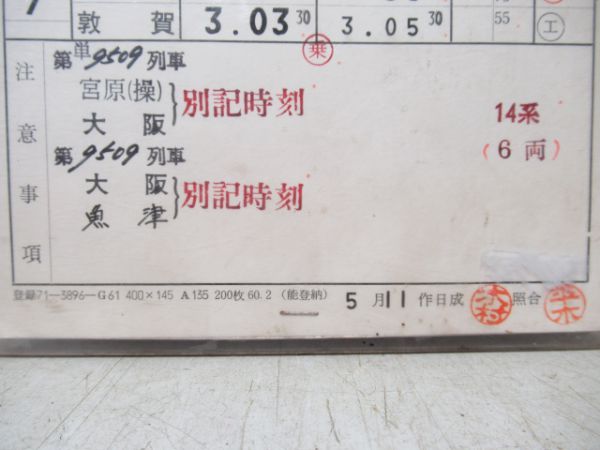 敦賀 3.03 30 3.05 30 55 工
乗
注意事項
単
第9509列車
宮原(操)
大阪
別記時刻
14系
(6両)
第9509列車
大阪
魚津
別記時刻
登録71-3896-G61 400×145 A135 200枚60.2 (能登納) 5月11作日成 照合